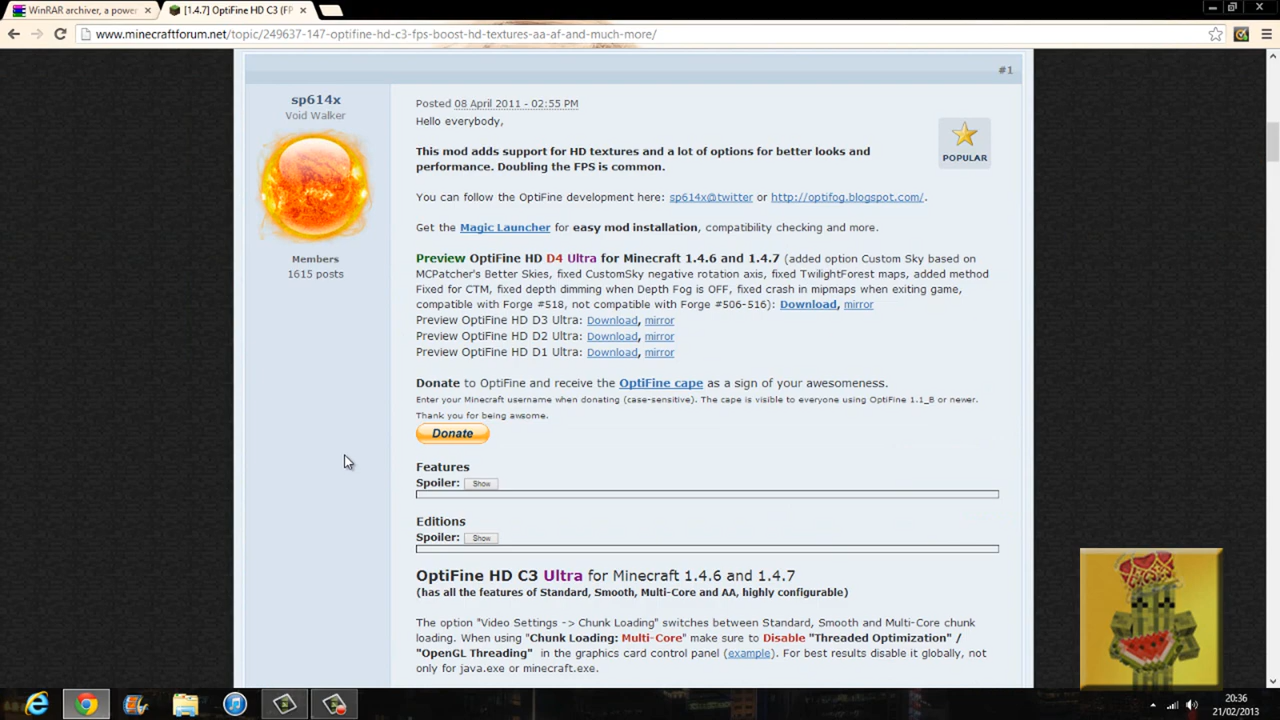 WinRAR archiver, a powe
[1.4.7] OptiFine HD C3 (FP
www.minecraftforum.net/topic/249637-147-optifine-hd-c3-fps-boost-hd-textures-aa-af-and-much-more/
#1
sp614x
Void Walker
Members
1615 posts
Posted 08 April 2011 - 02:55 PM
Hello everybody,
POPULAR
This mod adds support for HD textures and a lot of options for better looks and
performance. Doubling the FPS is common.
You can follow the OptiFine development here: sp614x@twitter or http://optifog.blogspot.com/.
Get the Magic Launcher for easy mod installation, compatibility checking and more.
Preview OptiFine HD D4 Ultra for Minecraft 1.4.6 and 1.4.7 (added option Custom Sky based on
MCPatcher's Better Skies, fixed CustomSky negative rotation axis, fixed TwilightForest maps, added method
Fixed for CTM, fixed depth dimming when Depth Fog is OFF, fixed crash in mipmaps when exiting game,
compatible with Forge #518, not compatible with Forge #506-516): Download, mirror
Preview OptiFine HD D3 Ultra: Download, mirror
Preview OptiFine HD D2 Ultra: Download, mirror
Preview OptiFine HD D1 Ultra: Download, mirror
Donate to OptiFine and receive the OptiFine cape as a sign of your awesomeness.
Enter your Minecraft username when donating (case-sensitive). The cape is visible to everyone using OptiFine 1.1_B or newer.
Thank you for being awsome.
Donate
Features
Spoiler: Show
Editions
Spoiler: Show
OptiFine HD C3 Ultra for Minecraft 1.4.6 and 1.4.7
(has all the features of Standard, Smooth, Multi-Core and AA, highly configurable)
The option "Video Settings -> Chunk Loading" switches between Standard, Smooth and Multi-Core chunk
loading. When using "Chunk Loading: Multi-Core" make sure to Disable "Threaded Optimization" /
"OpenGL Threading" in the graphics card control panel (example). For best results disable it globally, not
only for java.exe or minecraft.exe.
20:36
21/02/2013